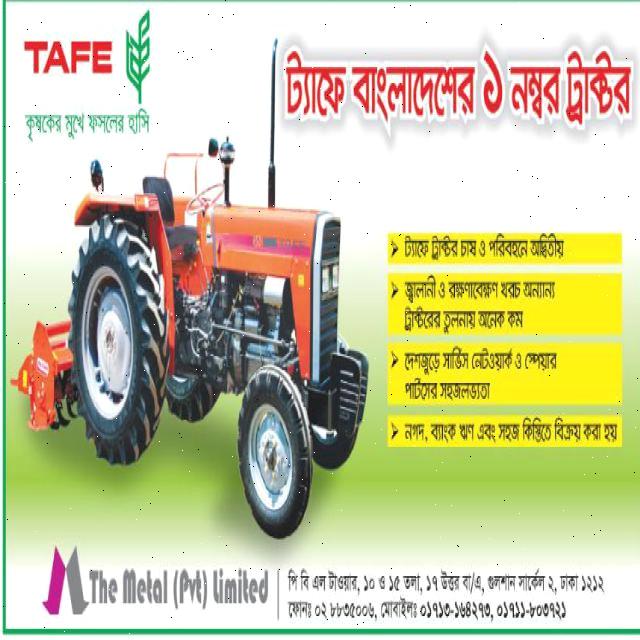 TAFE
কৃষকের মুখে ফসলের হাসি
ট্যাফে বাংলাদেশের ১ নম্বর ট্রাক্টর
ট্যাফে ট্রাক্টর চাষ ও পরিবহনে অদ্বিতীয়
জ্বালানী ও রক্ষণাবেক্ষণ খরচ অন্যান্য
ট্রাক্টরের তুলনায় অনেক কম
দেশজুড়ে সার্ভিস নেটওয়ার্ক ও স্পেয়ার
পার্টসের সহজলভ্যতা
নগদ, ব্যাংক ঋণ এবং সহজ কিস্তিতে বিক্রয় করা হয়
The Metal (Pvt) Limited
পি বি এল টাওয়ার, ১০ ও ১৫ তলা, ১৭ উত্তর বা/এ, গুলশান সার্কেল ২, ঢাকা ১২১২
ফোনঃ ০২ ৮৮৩৫০০৬, মোবাইলঃ ০১৭১৩-১৬৪২৭৩, ০১৭১১-৮০৩৭২১